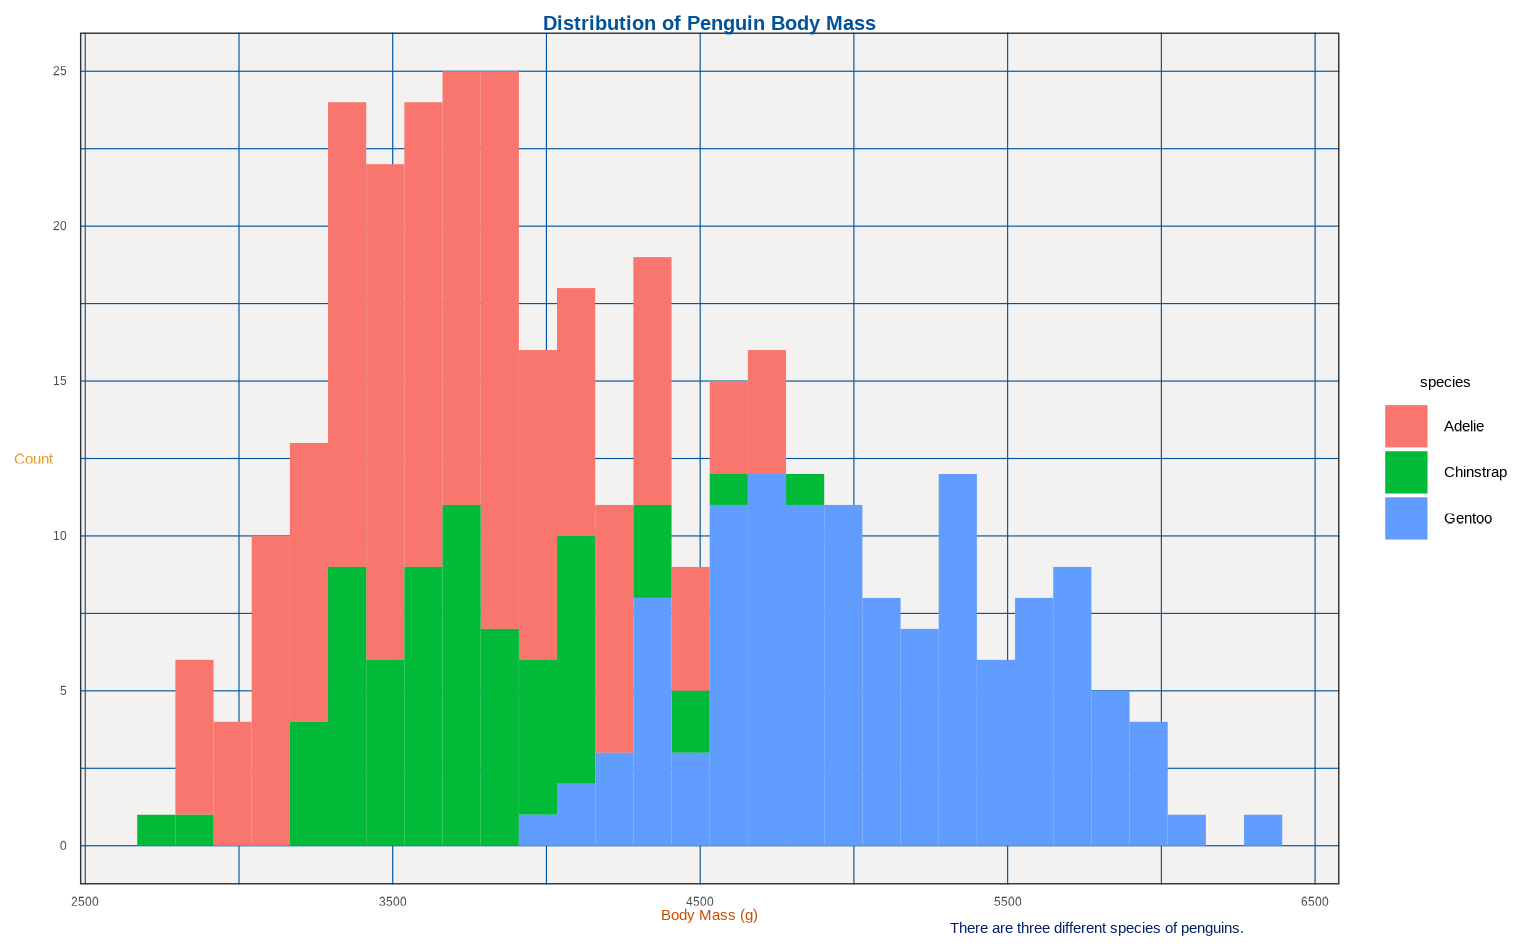 Distribution of Penguin Body Mass
25
20
15
10
5
0
Count
2500
3500
4500
5500
6500
Body Mass (g)
There are three different species of penguins.
species
Adelie
Chinstrap
Gentoo